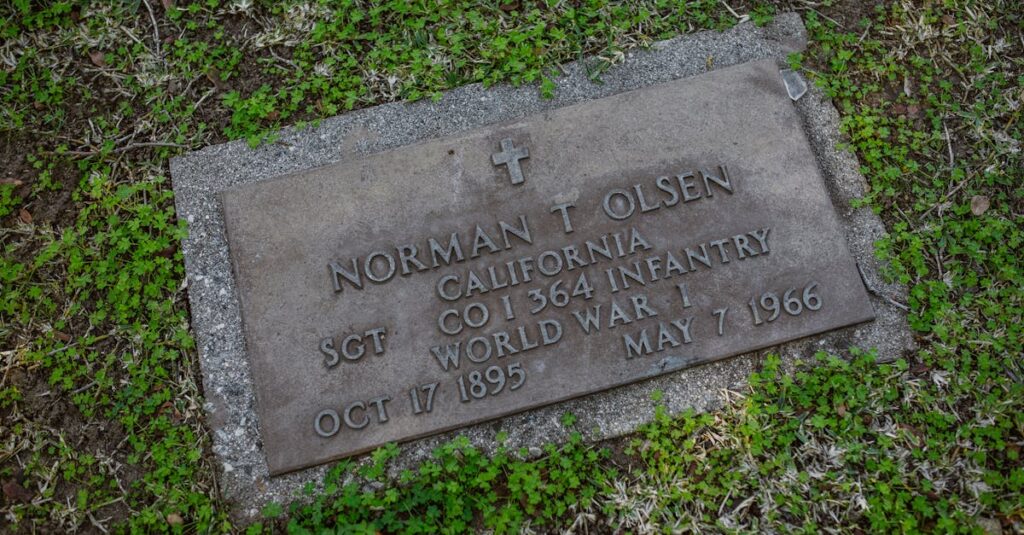 NORMAN T OLSEN
CALIFORNIA
SGT CO I 364 INFANTRY
WORLD WAR I
OCT 17 1895 MAY 7 1966